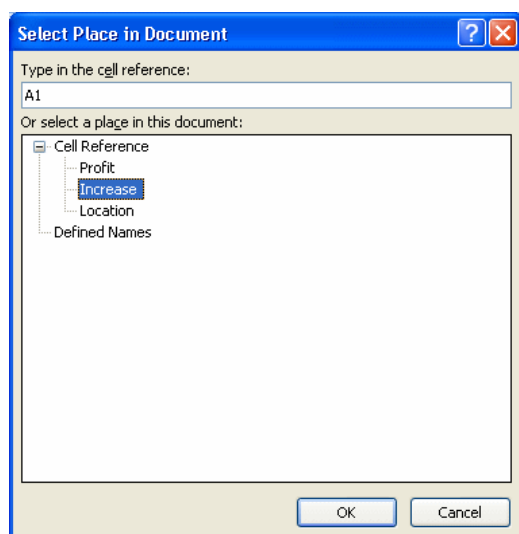 Select Place in Document
Type in the cell reference:
A1
Or select a place in this document:
Cell Reference
Profit
Increase
Location
Defined Names
OK Cancel